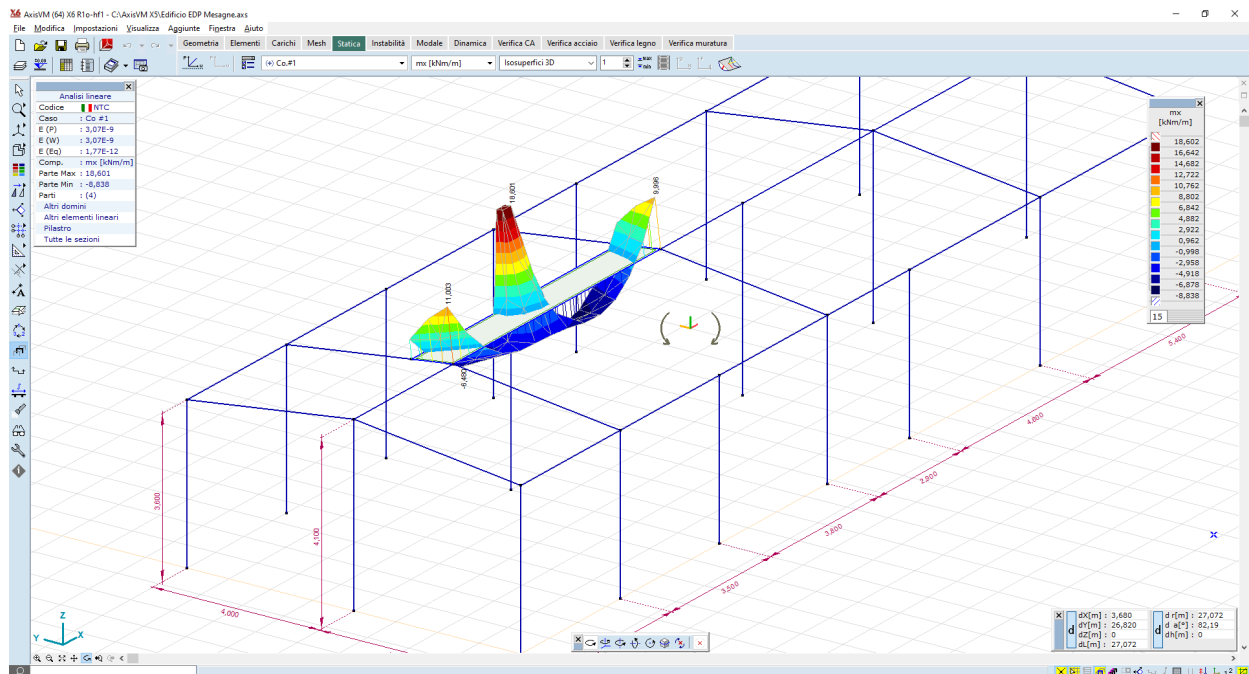 X6 AxisVM (64) X6 R1o-hf1 - C:\AxisVM X5\Edificio EDP Mesagne.axs
File Modifica Impostazioni Visualizza Aggiunte Finestra Aiuto
Geometria Elementi Carichi Mesh Statica Instabilità Modale Dinamica Verifica CA Verifica acciaio Verifica legno Verifica muratura
(+) Co.#1 mx [kNm/m] Isosuperfici 3D 1
Analisi lineare
Codice NTC
Caso : Co #1
E (P) : 3,07E-9
E (W) : 3,07E-9
E (Eq) : 1,77E-12
Comp. : mx [kNm/m]
Parte Max : 18,601
Parte Min : -8,838
Parti : (4)
Altri domini
Altri elementi lineari
Pilastro
Tutte le sezioni
mx
[kNm/m]
18,602
16,642
14,682
12,722
10,762
8,802
6,842
4,882
2,922
0,962
-0,998
-2,958
-4,918
-6,878
-8,838
15
18,601
9,996
11,003
-6,480
3,600
4,100
4,000
3,500
3,800
2,900
4,600
5,400
Z
Y
X
d
dX[m] : 3,680
dY[m] : 26,820
dZ[m] : 0
dL[m] : 27,072
d
d r[m] : 27,072
d a[°] : 82,19
dh[m] : 0